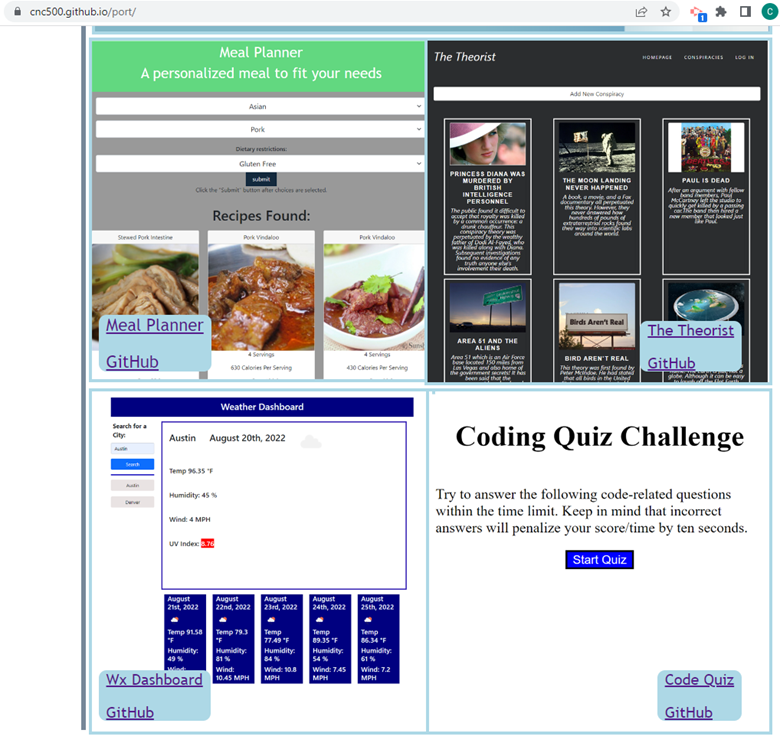 cnc500.github.io/port/
1
C
Meal Planner
A personalized meal to fit your needs
Asian
Pork
Dietary restrictions:
Gluten Free
submit
Click the "Submit" button after choices are selected.
Recipes Found:
Stewed Pork Intestine
Pork Vindaloo
Pork Vindaloo
4 Servings
4 Servings
630 Calories Per Serving
430 Calories Per Serving
Meal Planner
GitHub
The Theorist
HOMEPAGE
CONSPIRACIES
LOG IN
Add New Conspiracy
PRINCESS DIANA WAS
MURDERED BY
BRITISH
INTELLIGENCE
PERSONNEL
The public found it difficult to
accept that royalty was killed
by a common occurrence: a
drunk chauffeur. This
conspiracy theory was
perpetuated by the wealthy
father of Dodi Al-Fayed, who
was killed along with Diana.
Subsequent investigations
found no evidence of any
truth anyone else's
involvement their death.
THE MOON LANDING
NEVER HAPPENED
A book, a movie, and a Fox
documentary all perpetuated
this theory. However, they
never answered how
hundreds of pounds of
extraterrestrial rocks found
their way into scientific labs
around the world.
PAUL IS DEAD
After an argument with fellow
band members, Paul
McCartney left the studio to
quickly get killed by a passing
car. The band then hired a
new member that looked just
like Paul.
AREA 51 AND THE
ALIENS
Area 51 which is an Air Force
base located 150 miles from
Las Vegas and also home of
the government secrets! It has
been said that the
Birds Aren't Real
BIRD AREN'T REAL
This theory was first found by
Peter McIndoe. He had stated
that all birds in the United
globe. Although it can be easy
The Theorist
GitHub
Weather Dashboard
Search for a
City:
Austin
Search
Austin
Denver
Austin August 20th, 2022
Temp 96.35 °F
Humidity: 45 %
Wind: 4 MPH
UV Index: 8.76
August
21st, 2022
Temp 91.58
°F
Humidity:
49 %
Wind:
August
22nd, 2022
Temp 79.3
°F
Humidity:
81 %
Wind:
10.45 MPH
August
23rd, 2022
Temp
77.49 °F
Humidity:
84 %
Wind: 10.8
MPH
August
24th, 2022
Temp
89.35 °F
Humidity:
54 %
Wind: 7.45
MPH
August
25th, 2022
Temp
86.34 °F
Humidity:
61 %
Wind: 7.2
MPH
Wx Dashboard
GitHub
Coding Quiz Challenge
Try to answer the following code-related questions
within the time limit. Keep in mind that incorrect
answers will penalize your score/time by ten seconds.
Start Quiz
Code Quiz
GitHub